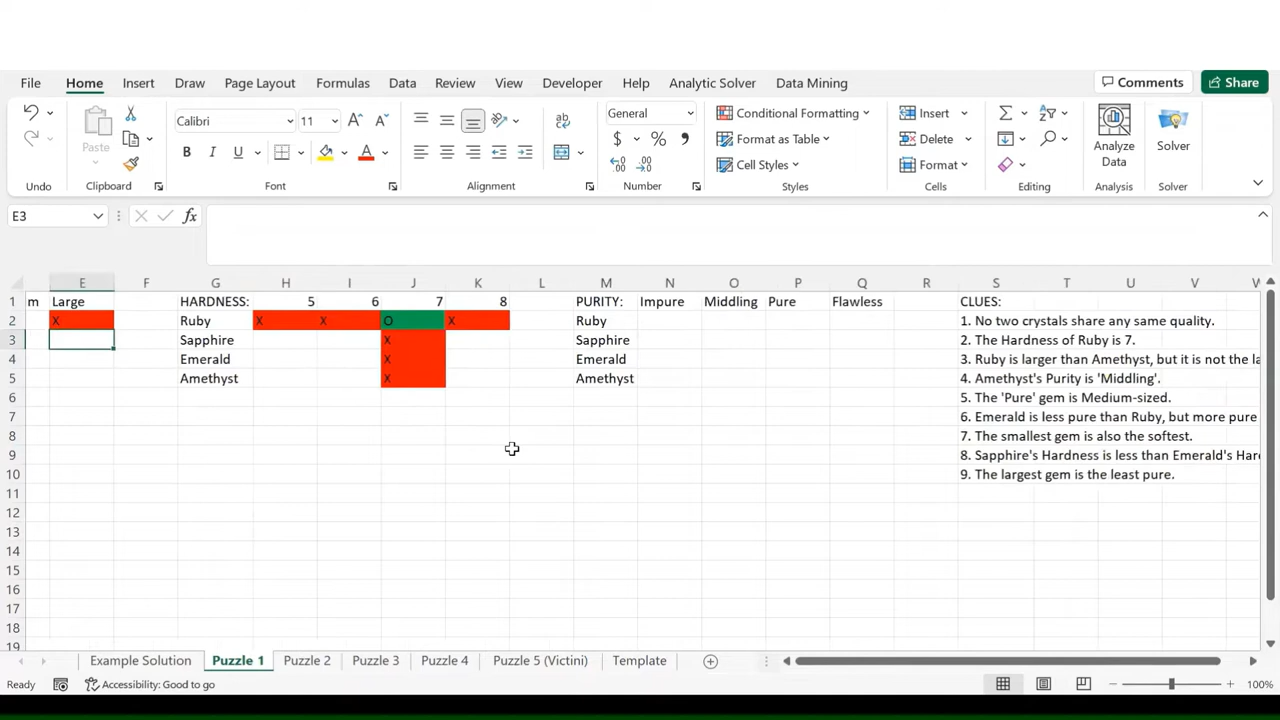 File Home Insert Draw Page Layout Formulas Data Review View Developer Help Analytic Solver Data Mining Comments Share
Calibri 11 General Conditional Formatting Insert
Paste Format as Table Delete Analyze Data Solver
B I U A $ % , Cell Styles Format
Undo Clipboard Font Alignment Number Styles Cells Editing Analysis Solver
E3 fx
E F G H I J K L M N O P Q R S T U V W
1 m Large HARDNESS: 5 6 7 8 PURITY: Impure Middling Pure Flawless CLUES:
2 X Ruby X X O X Ruby 1. No two crystals share any same quality.
3 Sapphire X Sapphire 2. The Hardness of Ruby is 7.
4 Emerald X Emerald 3. Ruby is larger than Amethyst, but it is not the la
5 Amethyst X Amethyst 4. Amethyst's Purity is 'Middling'.
6 5. The 'Pure' gem is Medium-sized.
7 6. Emerald is less pure than Ruby, but more pure
8 7. The smallest gem is also the softest.
9 8. Sapphire's Hardness is less than Emerald's Har
10 9. The largest gem is the least pure.
11
12
13
14
15
16
17
18
19
Example Solution Puzzle 1 Puzzle 2 Puzzle 3 Puzzle 4 Puzzle 5 (Victini) Template
Ready Accessibility: Good to go 100%